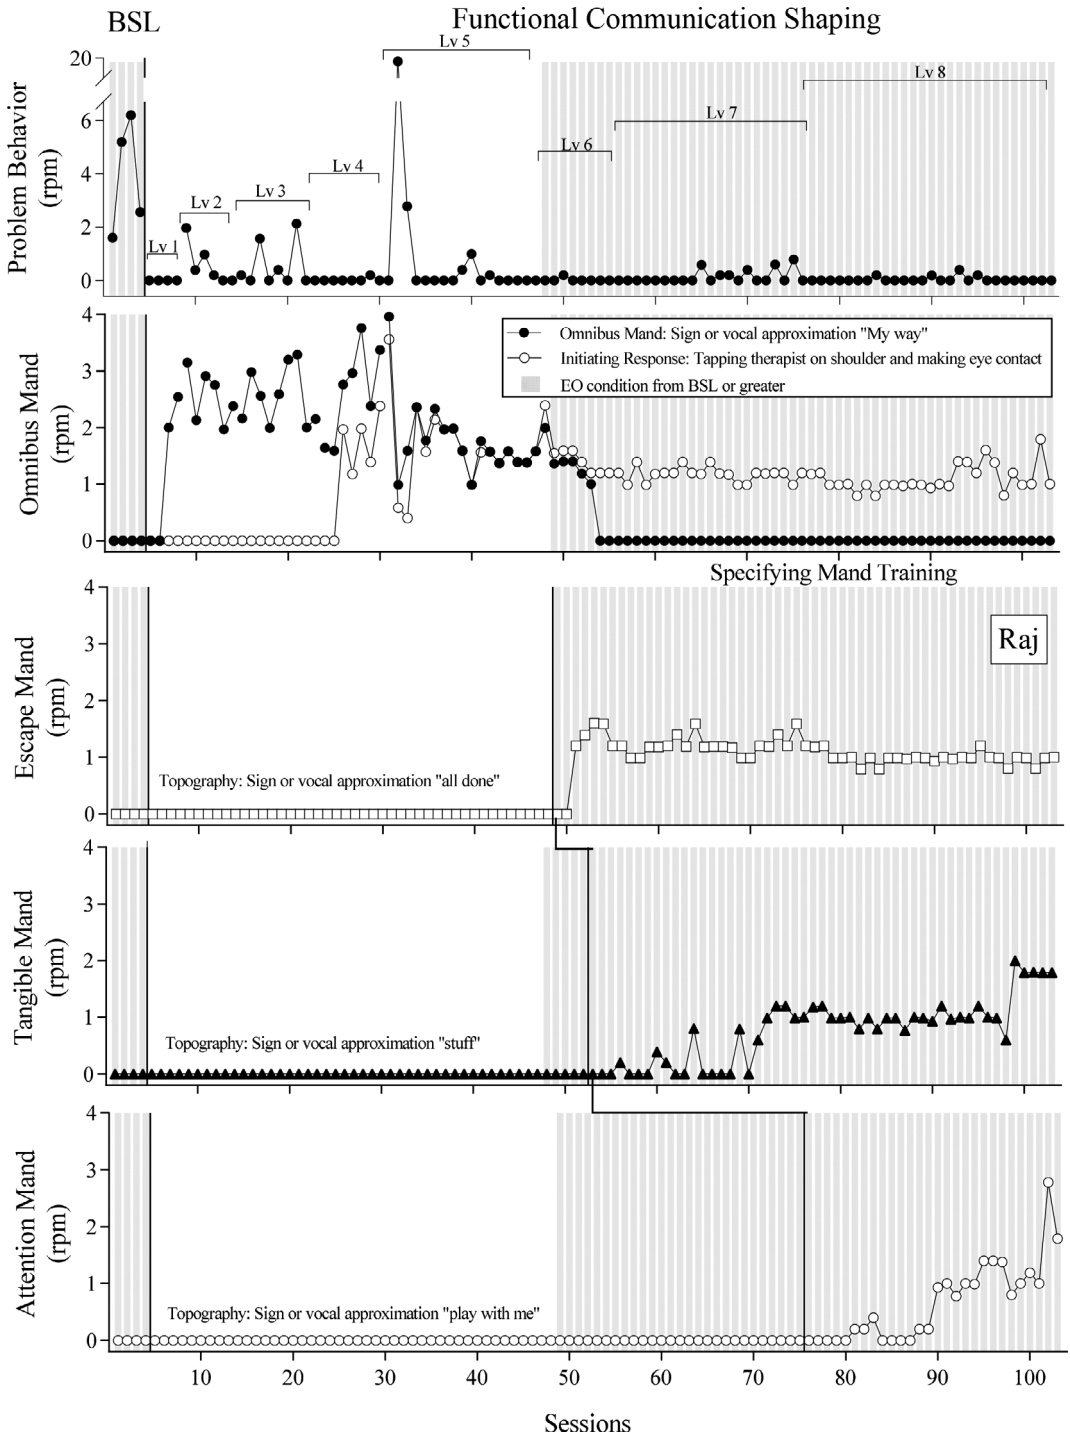 BSL
Functional Communication Shaping
Problem Behavior
(rpm)
20
6
4
2
0
Lv 1
Lv 2
Lv 3
Lv 4
Lv 5
Lv 6
Lv 7
Lv 8
Omnibus Mand
(rpm)
4
3
2
1
0
Omnibus Mand: Sign or vocal approximation "My way"
Initiating Response: Tapping therapist on shoulder and making eye contact
EO condition from BSL or greater
Specifying Mand Training
Escape Mand
(rpm)
4
3
2
1
0
Raj
Topography: Sign or vocal approximation "all done"
Tangible Mand
(rpm)
4
3
2
1
0
Topography: Sign or vocal approximation "stuff"
Attention Mand
(rpm)
4
3
2
1
0
Topography: Sign or vocal approximation "play with me"
10 20 30 40 50 60 70 80 90 100
Sessions